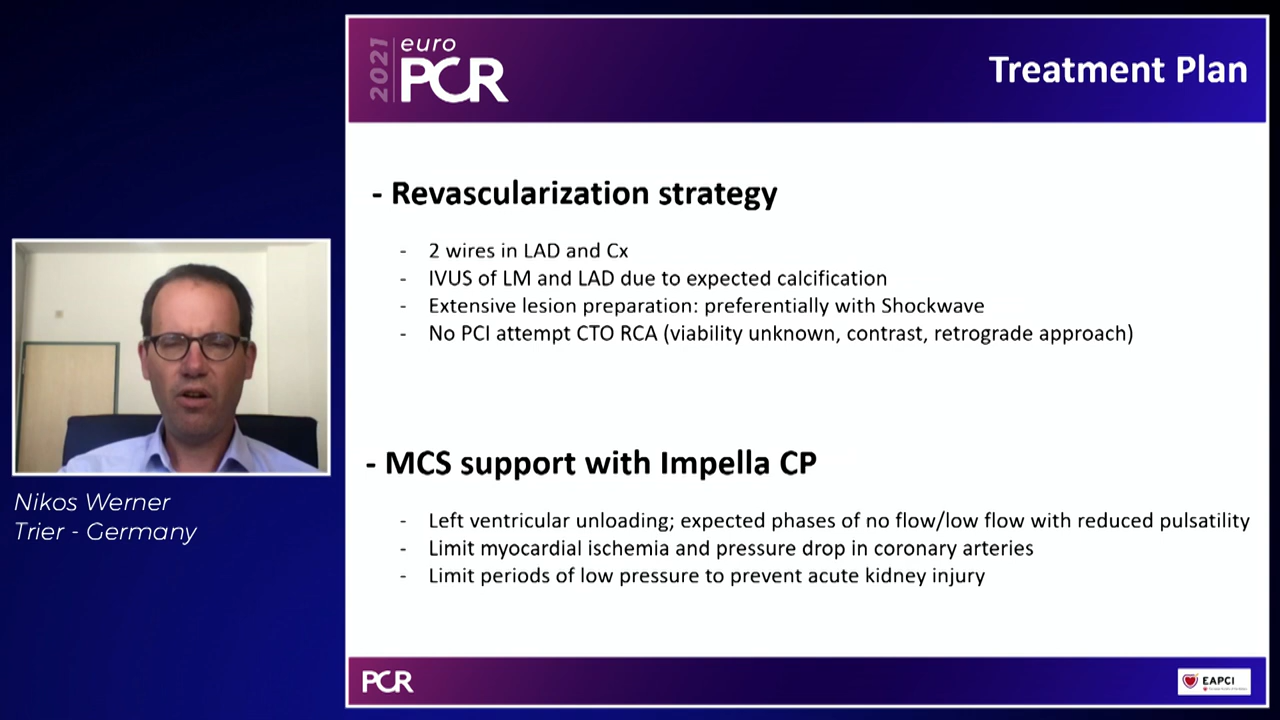 2021
euro
PCR
Treatment Plan
- Revascularization strategy
- 2 wires in LAD and Cx
- IVUS of LM and LAD due to expected calcification
- Extensive lesion preparation: preferentially with Shockwave
- No PCI attempt CTO RCA (viability unknown, contrast, retrograde approach)
- MCS support with Impella CP
- Left ventricular unloading; expected phases of no flow/low flow with reduced pulsatility
- Limit myocardial ischemia and pressure drop in coronary arteries
- Limit periods of low pressure to prevent acute kidney injury
Nikos Werner
Trier - Germany
PCR
EAPCI